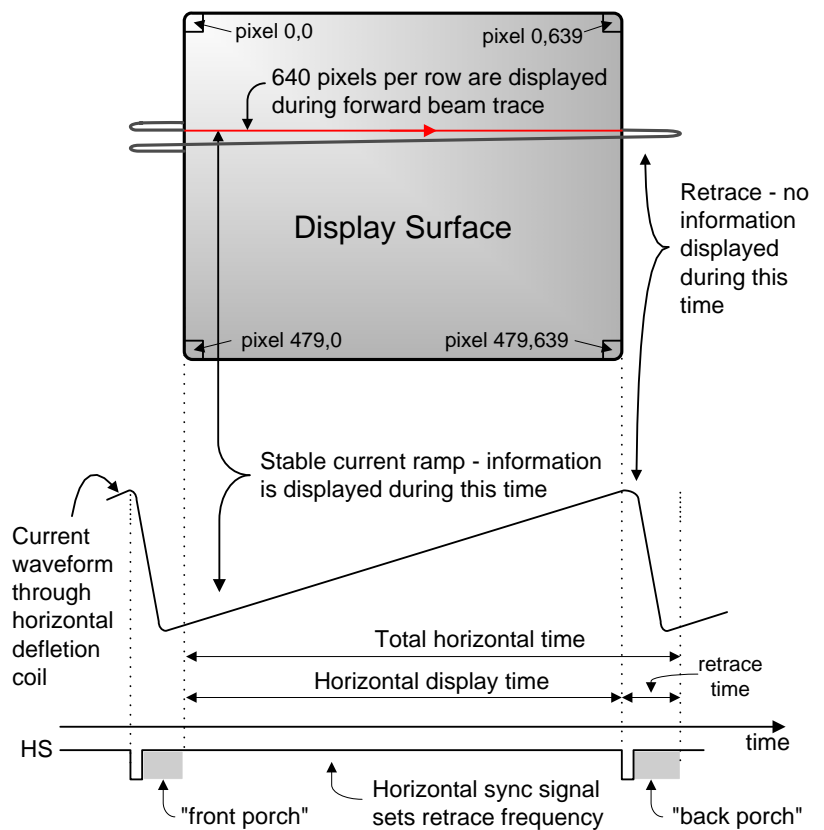 pixel 0,0
pixel 0,639
640 pixels per row are displayed
during forward beam trace
Display Surface
Retrace - no
information
displayed
during this
time
pixel 479,0
pixel 479,639
Stable current ramp - information
is displayed during this time
Current
waveform
through
horizontal
defletion
coil
Total horizontal time
Horizontal display time
retrace
time
time
HS
"front porch"
Horizontal sync signal
sets retrace frequency
"back porch"